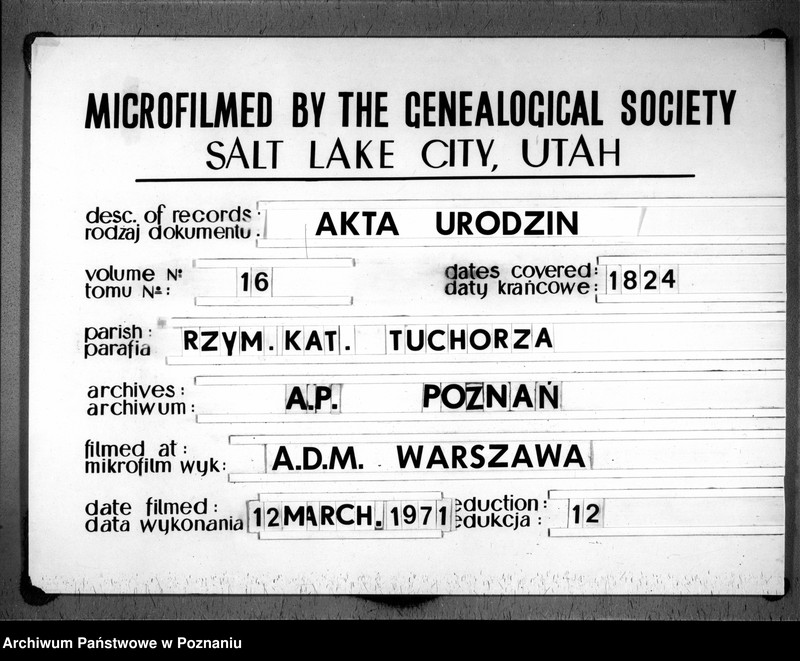 MICROFILMED BY THE GENEALOGICAL SOCIETY
SALT LAKE CITY, UTAH
desc. of records:
rodzaj dokumentu: AKTA URODZIN
volume Nº
tomu Nº: 16
dates covered:
daty krańcowe: 1824
parish:
parafia RZYM. KAT. TUCHORZA
archives:
archiwum: A.P. POZNAŃ
filmed at:
mikrofilm wyk: A.D.M. WARSZAWA
date filmed:
data wykonania 12 MARCH. 1971
eduction:
edukcja: 12
Archiwum Państwowe w Poznaniu